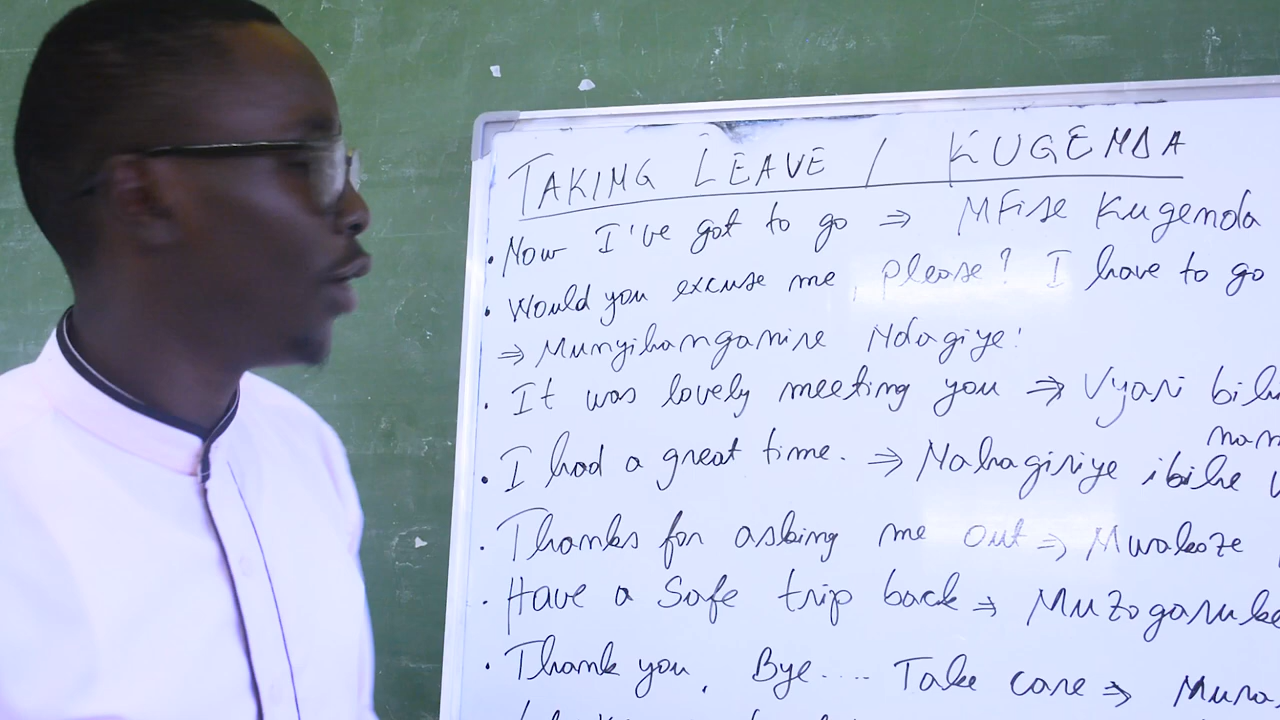 TAKING LEAVE / KUGENDA
• Now I've got to go ⇒ Mfise Kugenda
• Would you excuse me, please? I have to go
⇒ Munyihanganire Ndagiye!
• It was lovely meeting you ⇒ Vyari
• I had a great time. ⇒ Nahagiriye ibihe
• Thanks for asking me out ⇒ Mwakoze
• Have a safe trip back ⇒
• Thank you. Bye.... Take care ⇒